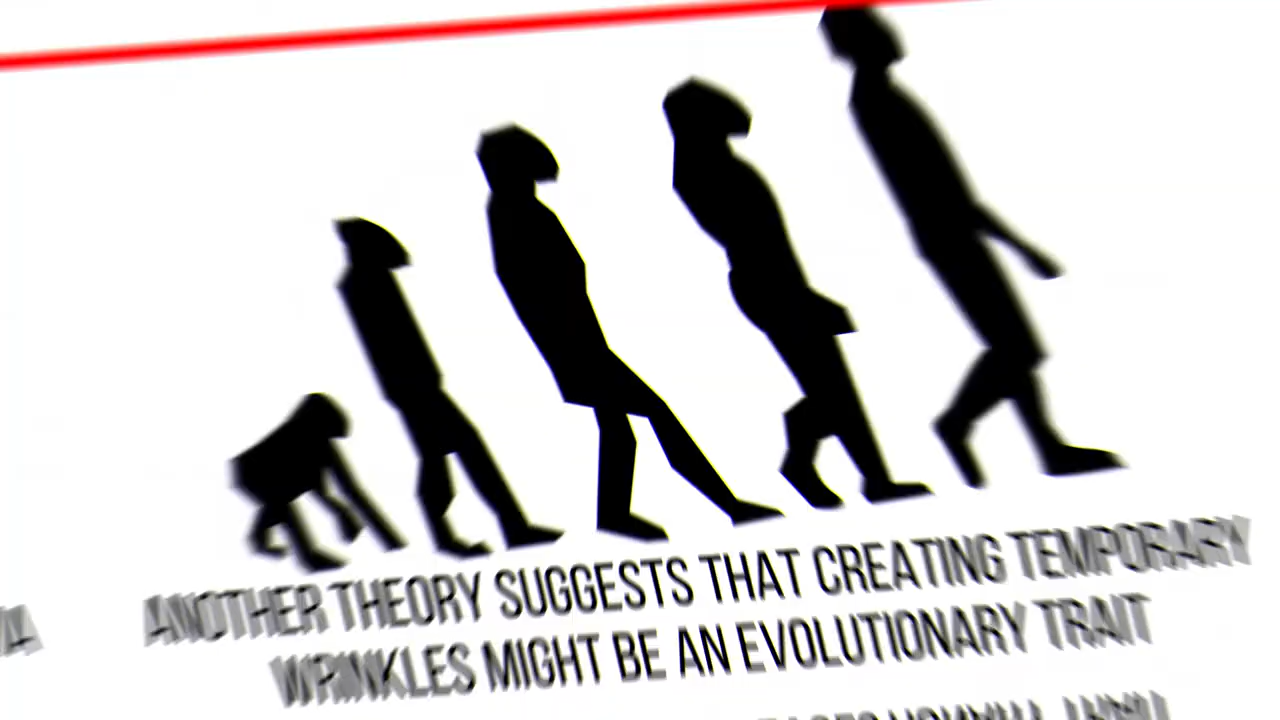 ANOTHER THEORY SUGGESTS THAT CREATING TEMPORARY
WRINKLES MIGHT BE AN EVOLUTIONARY TRAIT